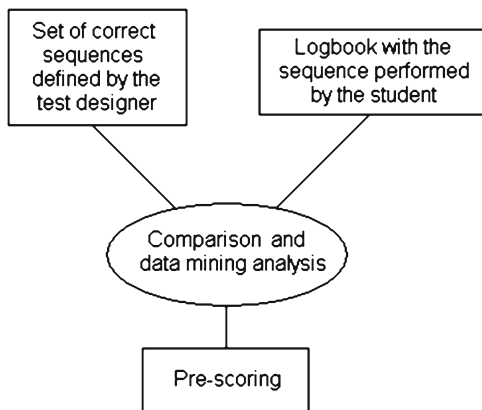 Set of correct
sequences
defined by the
test designer
Logbook with the
sequence performed
by the student
Comparison and
data mining analysis
Pre-scoring